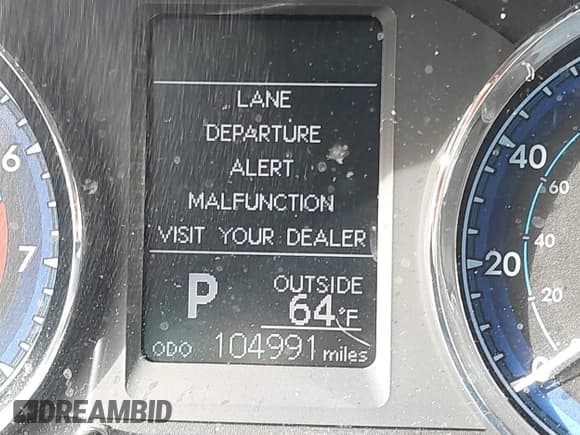 LANE
DEPARTURE
ALERT
MALFUNCTION
VISIT YOUR DEALER
P
OUTSIDE
64°F
ODO 104991 miles
6
7
40
20
0
60
40
20
DREAMBID